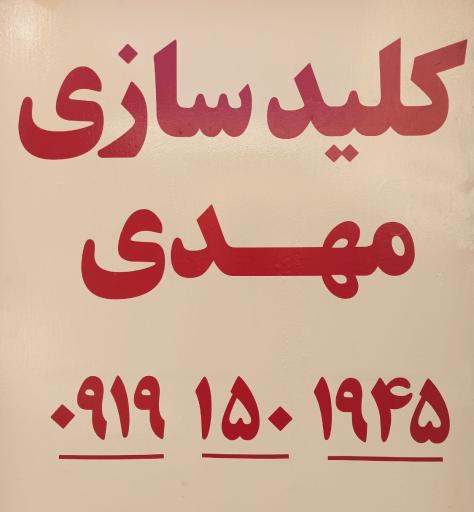 کلید سازی
مهدی
۰۹۱۹ ۱۵۰ ۱۹۴۵